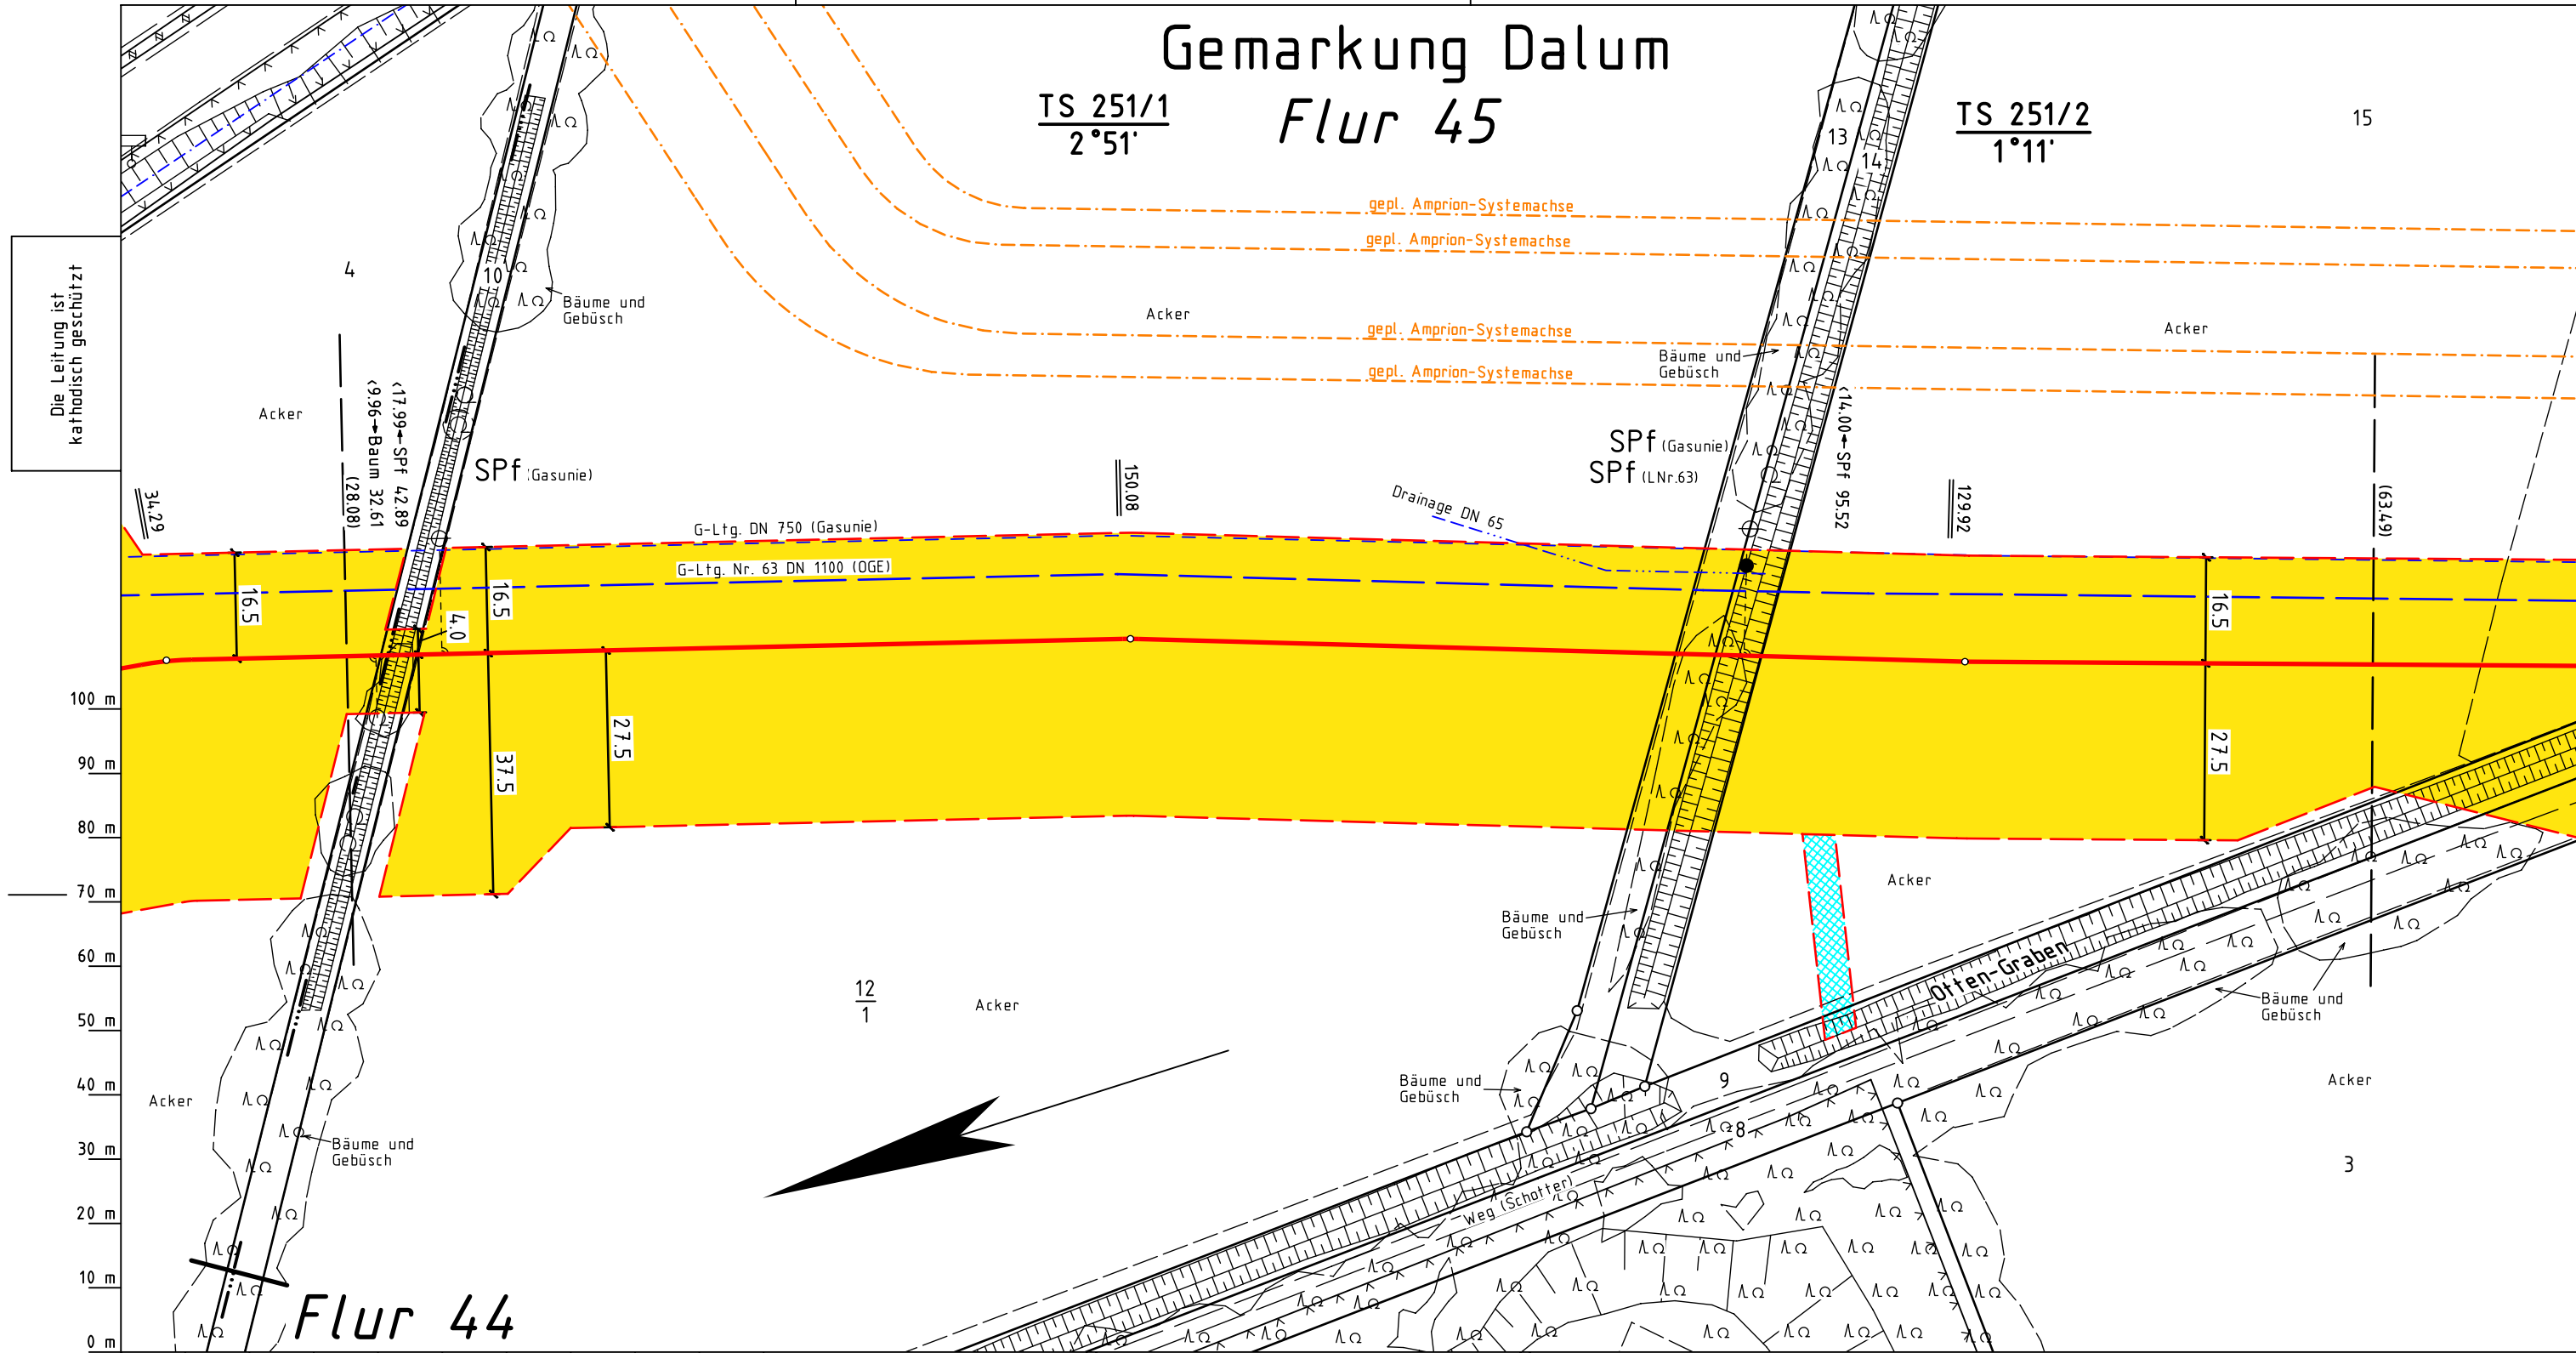 Gemarkung Dalum
Flur 45
TS 251/1
2°51'
TS 251/2
1°11'
15
13
14
4
10
Die Leitung ist
kathodisch geschützt
Bäume und
Gebüsch
Acker
gepl. Amprion-Systemachse
gepl. Amprion-Systemachse
gepl. Amprion-Systemachse
gepl. Amprion-Systemachse
Acker
Bäume und
Gebüsch
Acker
<17.99 SPf 42.89
<9.96 Baum 32.61
(28.08)
34.29
SPf (Gasunie)
150.08
SPf (Gasunie)
SPf (LNr.63)
<14.00 SPf 95.52
129.92
(63.49)
Drainage DN 65
G-Ltg. DN 750 (Gasunie)
G-Ltg. Nr. 63 DN 1100 (OGE)
16.5
16.5
4.0
16.5
27.5
37.5
27.5
100 m
90 m
80 m
70 m
60 m
50 m
40 m
30 m
20 m
10 m
0 m
Acker
Bäume und
Gebüsch
Otten-Graben
12
1
Acker
Bäume und
Gebüsch
Bäume und
Gebüsch
9
8
Acker
3
Acker
Bäume und
Gebüsch
Weg (Schotter)
Flur 44